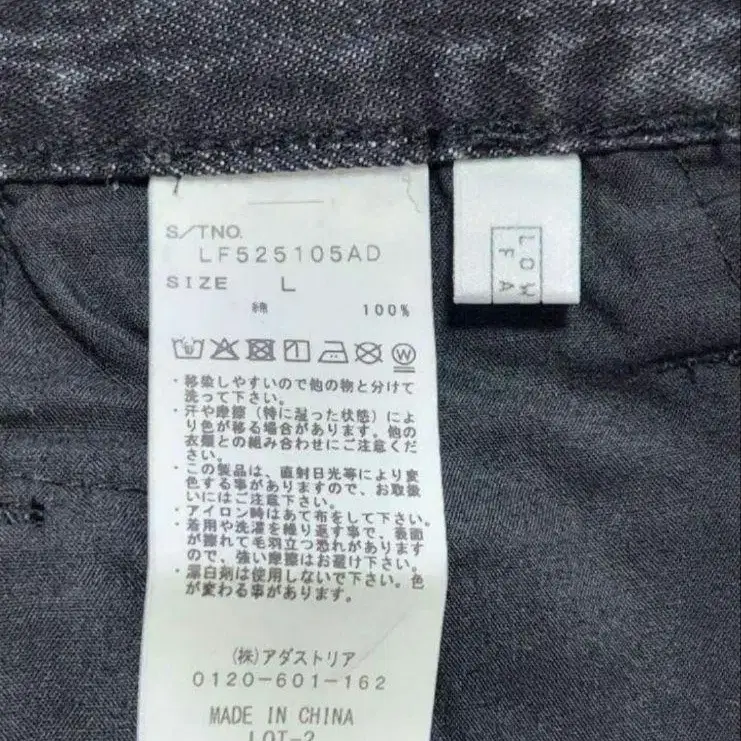 S/TNO.
LF525105AD
SIZE L
綿 100%
W
・移染しやすいので他の物と分けて
洗って下さい。
・汗や摩擦(特に湿った状態)によ
り色が移る場合があります。他の
衣類との組み合わせにご注意くだ
さい。
・この製品は、直射日光等により変
色する事がありますので、お取扱
いにはご注意下さい。
・アイロン時はあて布をして下さい。
・着用や洗濯を繰り返す事で、表面
が擦れて毛羽立つ恐れがあります
ので、強い摩擦はお避け下さい。
・漂白剤は使用しないで下さい。色
が変わる事があります。
(株)アダストリア
0120-601-162
MADE IN CHINA
LOT-2
LOW
FA